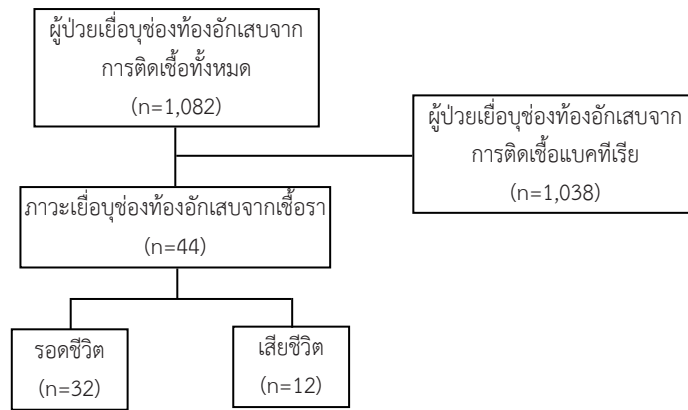 ผู้ป่วยเยื่อบุช่องท้องอักเสบจาก
การติดเชื้อทั้งหมด
(n=1,082)
ผู้ป่วยเยื่อบุช่องท้องอักเสบจาก
การติดเชื้อแบคทีเรีย
(n=1,038)
ภาวะเยื่อบุช่องท้องอักเสบจากเชื้อรา
(n=44)
รอดชีวิต
(n=32)
เสียชีวิต
(n=12)